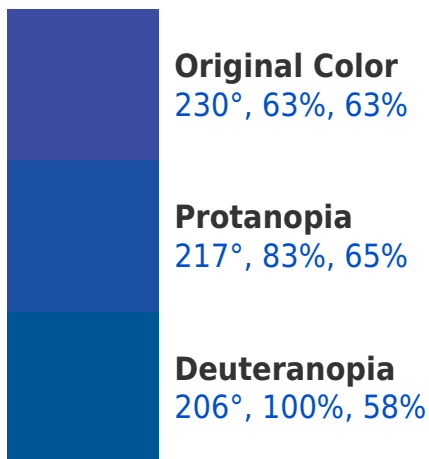 Original Color
230°, 63%, 63%
Protanopia
217°, 83%, 65%
Deuteranopia
206°, 100%, 58%